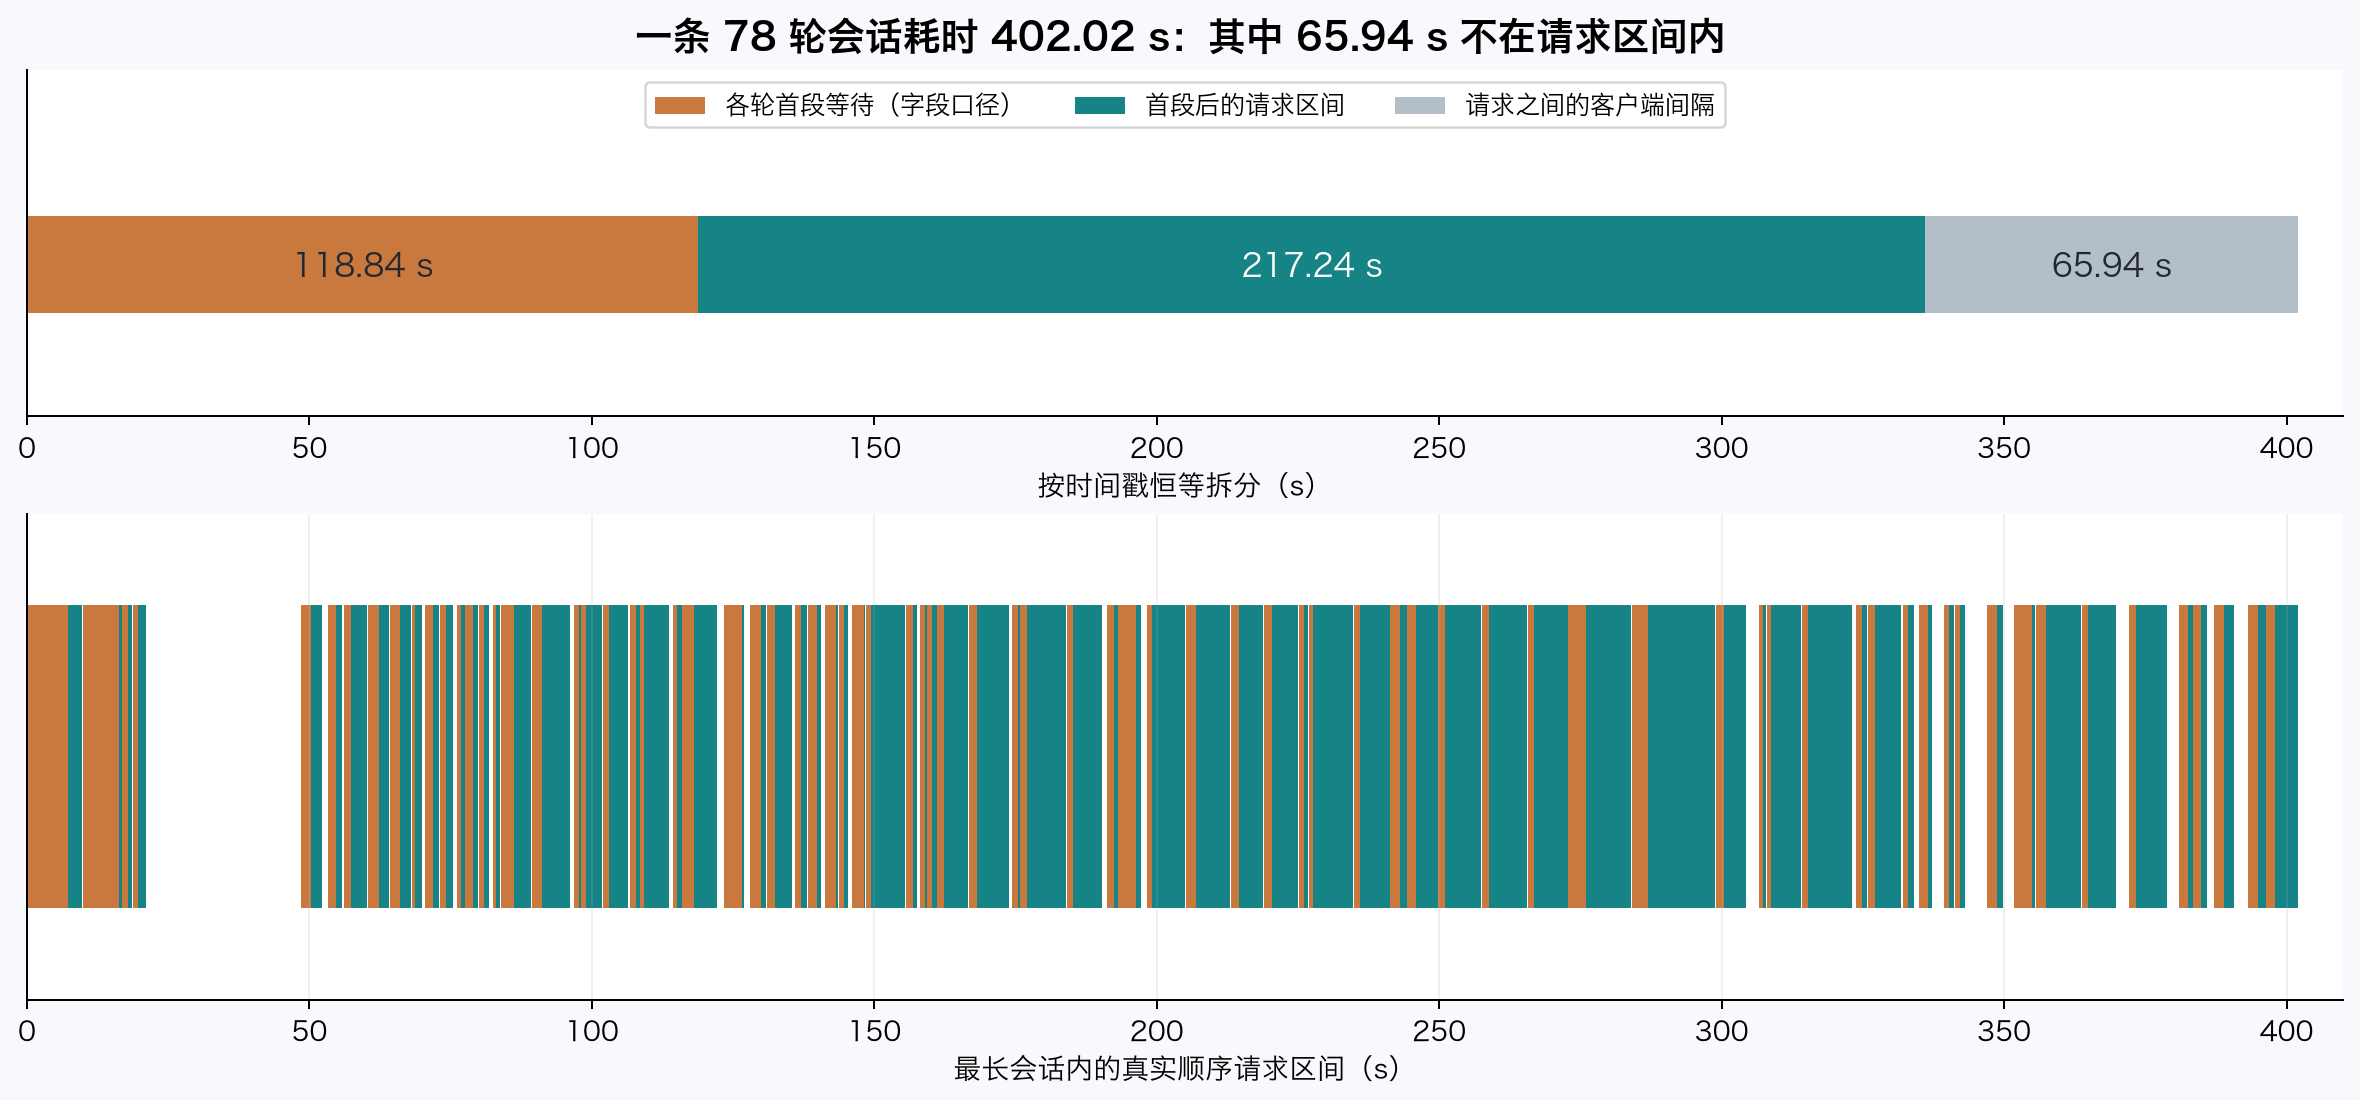 一条 78 轮会话耗时 402.02 s：其中 65.94 s 不在请求区间内
各轮首段等待（字段口径） 首段后的请求区间 请求之间的客户端间隔
118.84 s 217.24 s 65.94 s
0 50 100 150 200 250 300 350 400
按时间戳恒等拆分（s）
0 50 100 150 200 250 300 350 400
最长会话内的真实顺序请求区间（s）